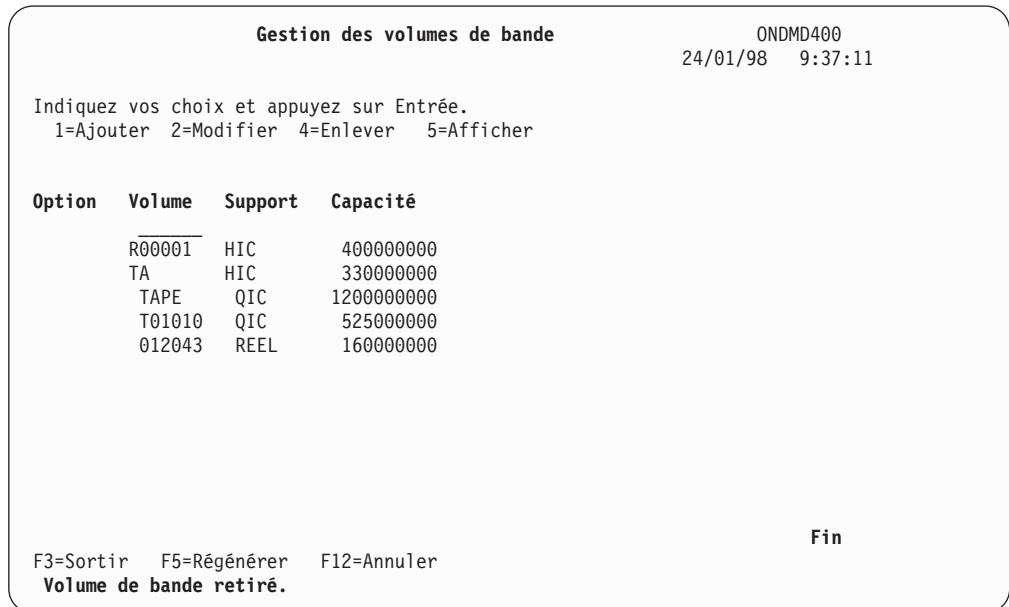 Gestion des volumes de bande ONDMD400
24/01/98 9:37:11
Indiquez vos choix et appuyez sur Entrée.
1=Ajouter 2=Modifier 4=Enlever 5=Afficher
Option Volume Support Capacité
______
R00001 HIC 400000000
TA HIC 330000000
TAPE QIC 1200000000
T01010 QIC 525000000
012043 REEL 160000000
Fin
F3=Sortir F5=Régénérer F12=Annuler
Volume de bande retiré.